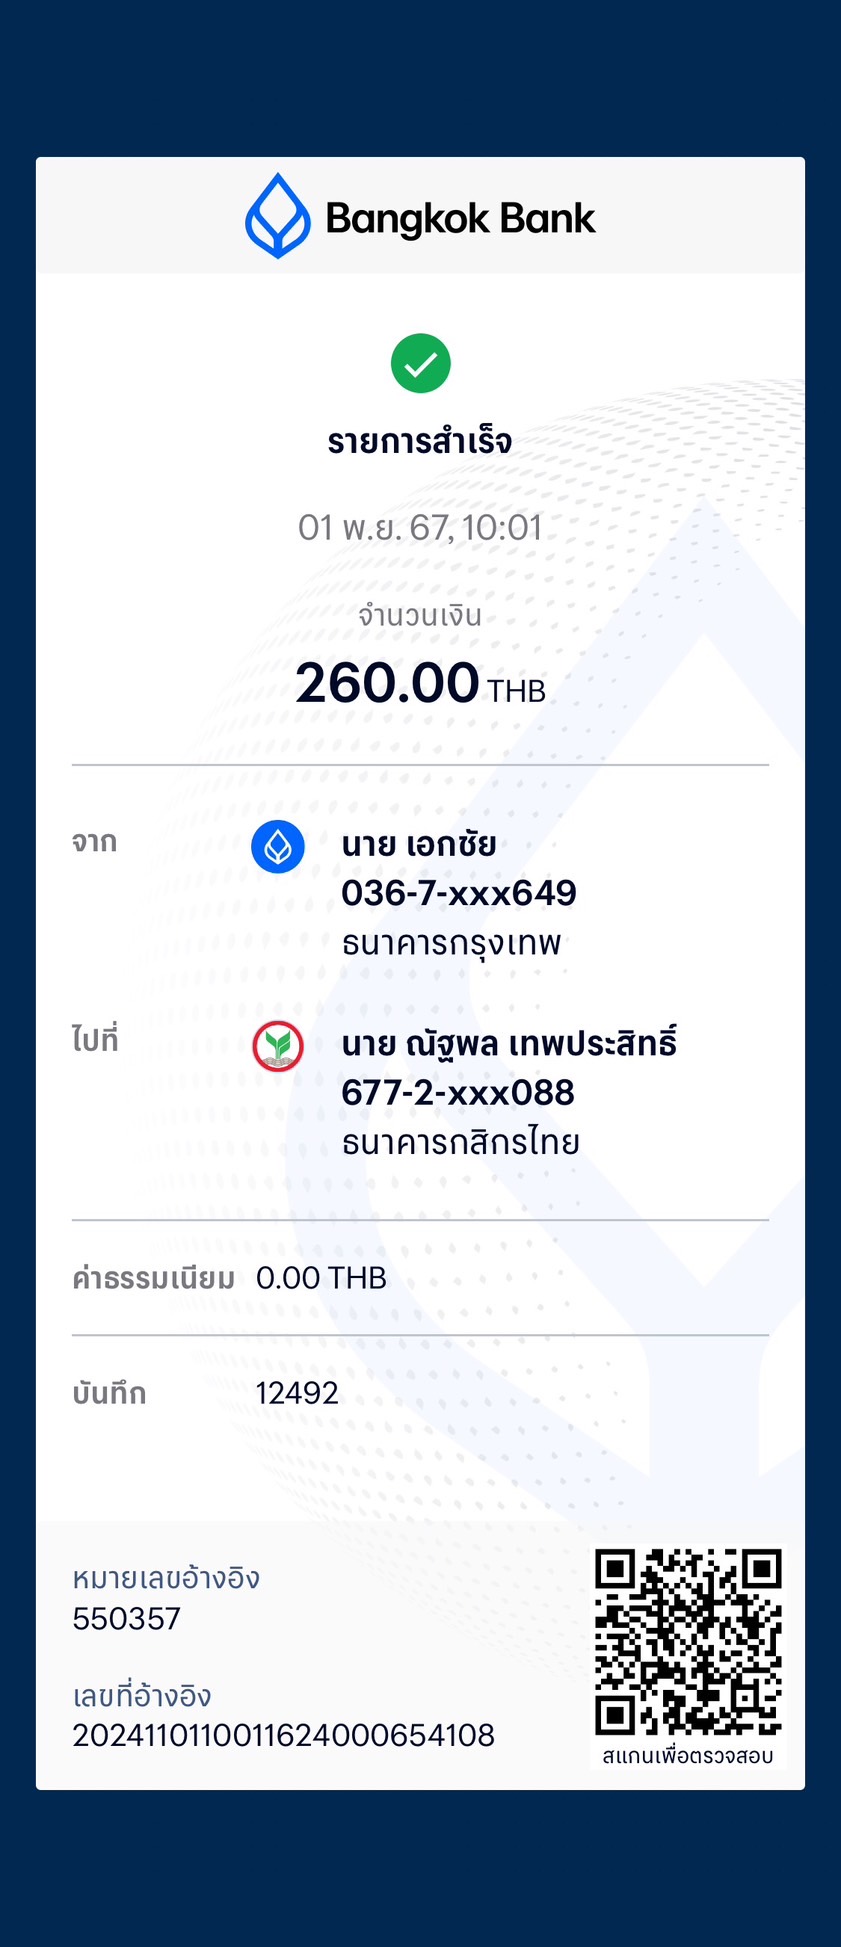 Bangkok Bank
รายการสำเร็จ
01 พ.ย. 67, 10:01
จำนวนเงิน
260.00 THB
จาก
นาย เอกชัย
036-7-xxx649
ธนาคารกรุงเทพ
ไปที่
นาย ณัฐพล เทพประสิทธิ์
677-2-xxx088
ธนาคารกสิกรไทย
ค่าธรรมเนียม 0.00 THB
บันทึก 12492
หมายเลขอ้างอิง
550357
เลขที่อ้างอิง
2024110110011624000654108
สแกนเพื่อตรวจสอบ